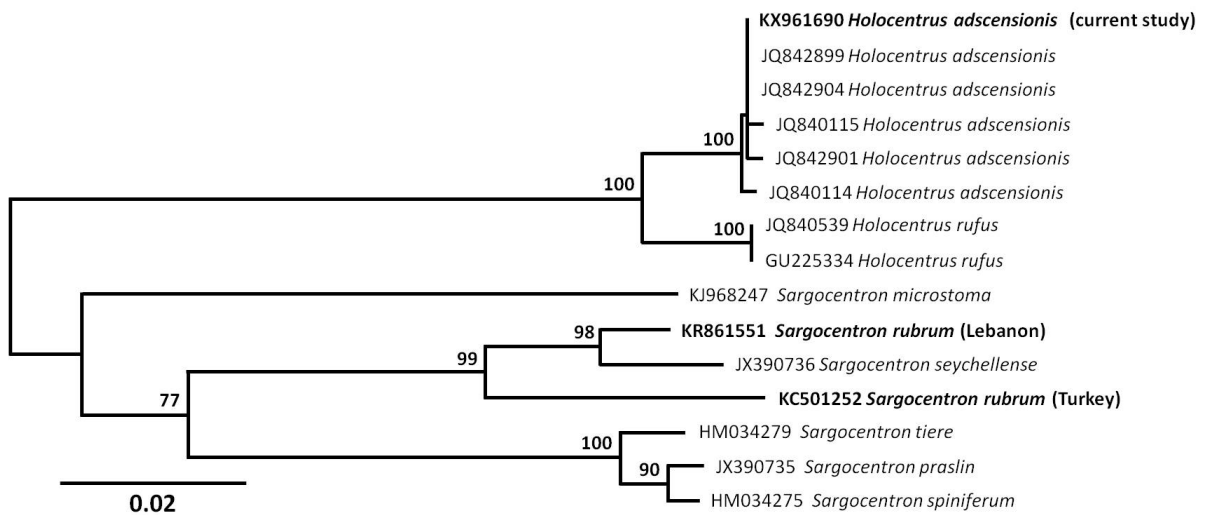 KX961690 Holocentrus adscensionis (current study)
JQ842899 Holocentrus adscensionis
JQ842904 Holocentrus adscensionis
JQ840115 Holocentrus adscensionis
100
JQ842901 Holocentrus adscensionis
100
JQ840114 Holocentrus adscensionis
100
JQ840539 Holocentrus rufus
GU225334 Holocentrus rufus
KJ968247 Sargocentron microstoma
98
KR861551 Sargocentron rubrum (Lebanon)
99
JX390736 Sargocentron seychellense
77
KC501252 Sargocentron rubrum (Turkey)
100
HM034279 Sargocentron tiere
90
JX390735 Sargocentron praslin
HM034275 Sargocentron spiniferum
0.02